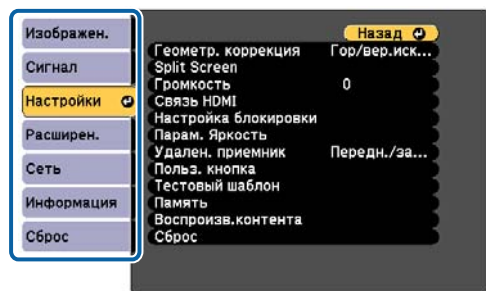 Изображен.
Сигнал
Настройки
Расширен.
Сеть
Информация
Сброс
Назад
Геометр. коррекция Гор/вер.иск...
Split Screen
Громкость 0
Связь HDMI
Настройка блокировки
Парам. Яркость
Удален. приемник Передн./за...
Польз. кнопка
Тестовый шаблон
Память
Воспроизв.контента
Сброс